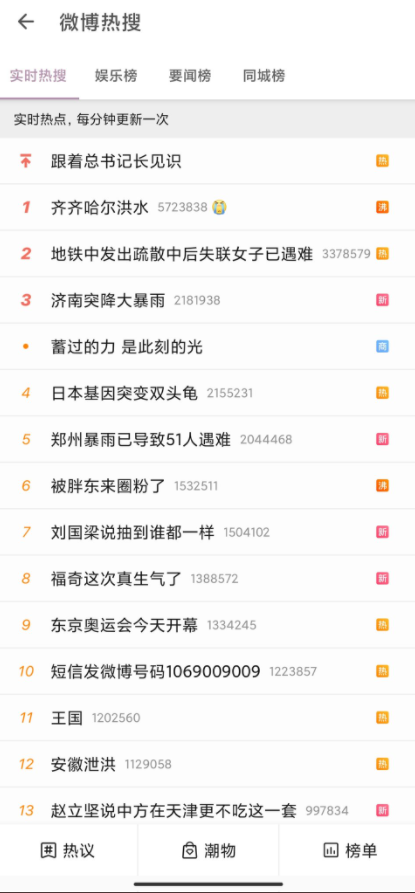 微博热搜
实时热搜 娱乐榜 要闻榜 同城榜
实时热点，每分钟更新一次
跟着总书记长见识 热
1 齐齐哈尔洪水 5723838 沸
2 地铁中发出疏散中后失联女子已遇难 3378579 热
3 济南突降大暴雨 2181938 新
蓄过的力 是此刻的光 商
4 日本基因突变双头龟 2155231 热
5 郑州暴雨已导致51人遇难 2044468 新
6 被胖东来圈粉了 1532511 沸
7 刘国梁说抽到谁都一样 1504102 新
8 福奇这次真生气了 1388572 新
9 东京奥运会今天开幕 1334245 热
10 短信发微博号码1069009009 1223857 热
11 王国 1202560 热
12 安徽泄洪 1129058 热
13 赵立坚说中方在天津更不吃这一套 997834 新
热议 潮物 榜单